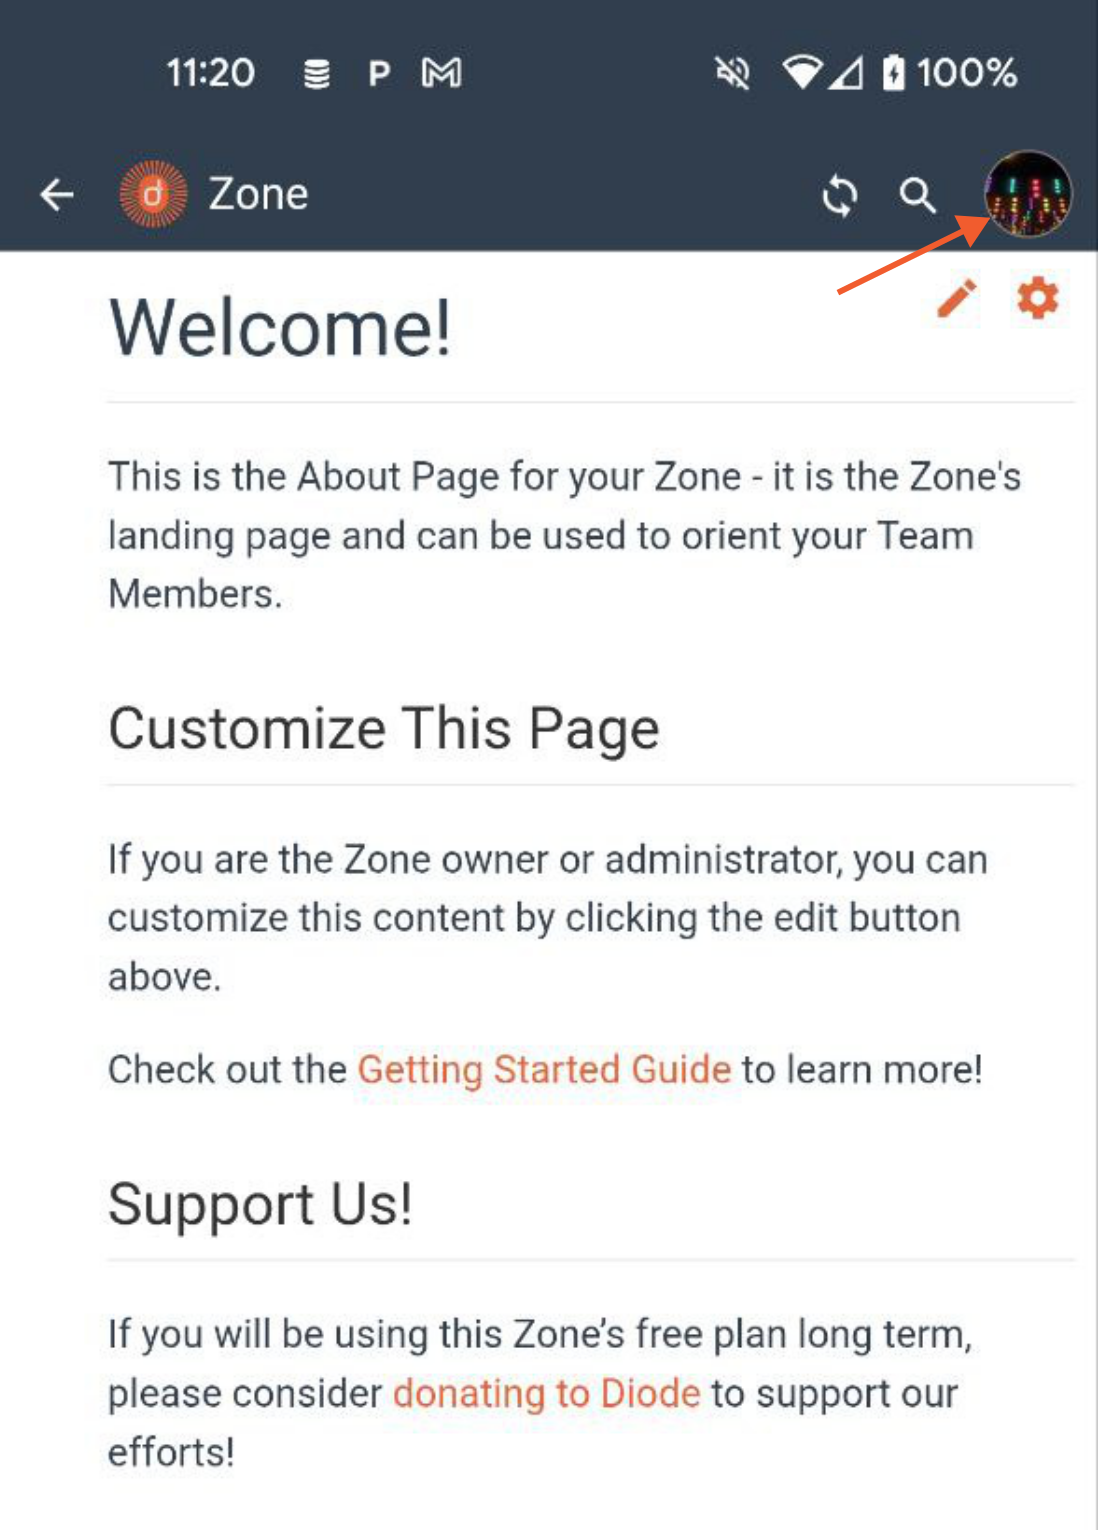 11:20 P M 100%
d Zone
Welcome!
This is the About Page for your Zone - it is the Zone's
landing page and can be used to orient your Team
Members.
Customize This Page
If you are the Zone owner or administrator, you can
customize this content by clicking the edit button
above.
Check out the Getting Started Guide to learn more!
Support Us!
If you will be using this Zone’s free plan long term,
please consider donating to Diode to support our
efforts!